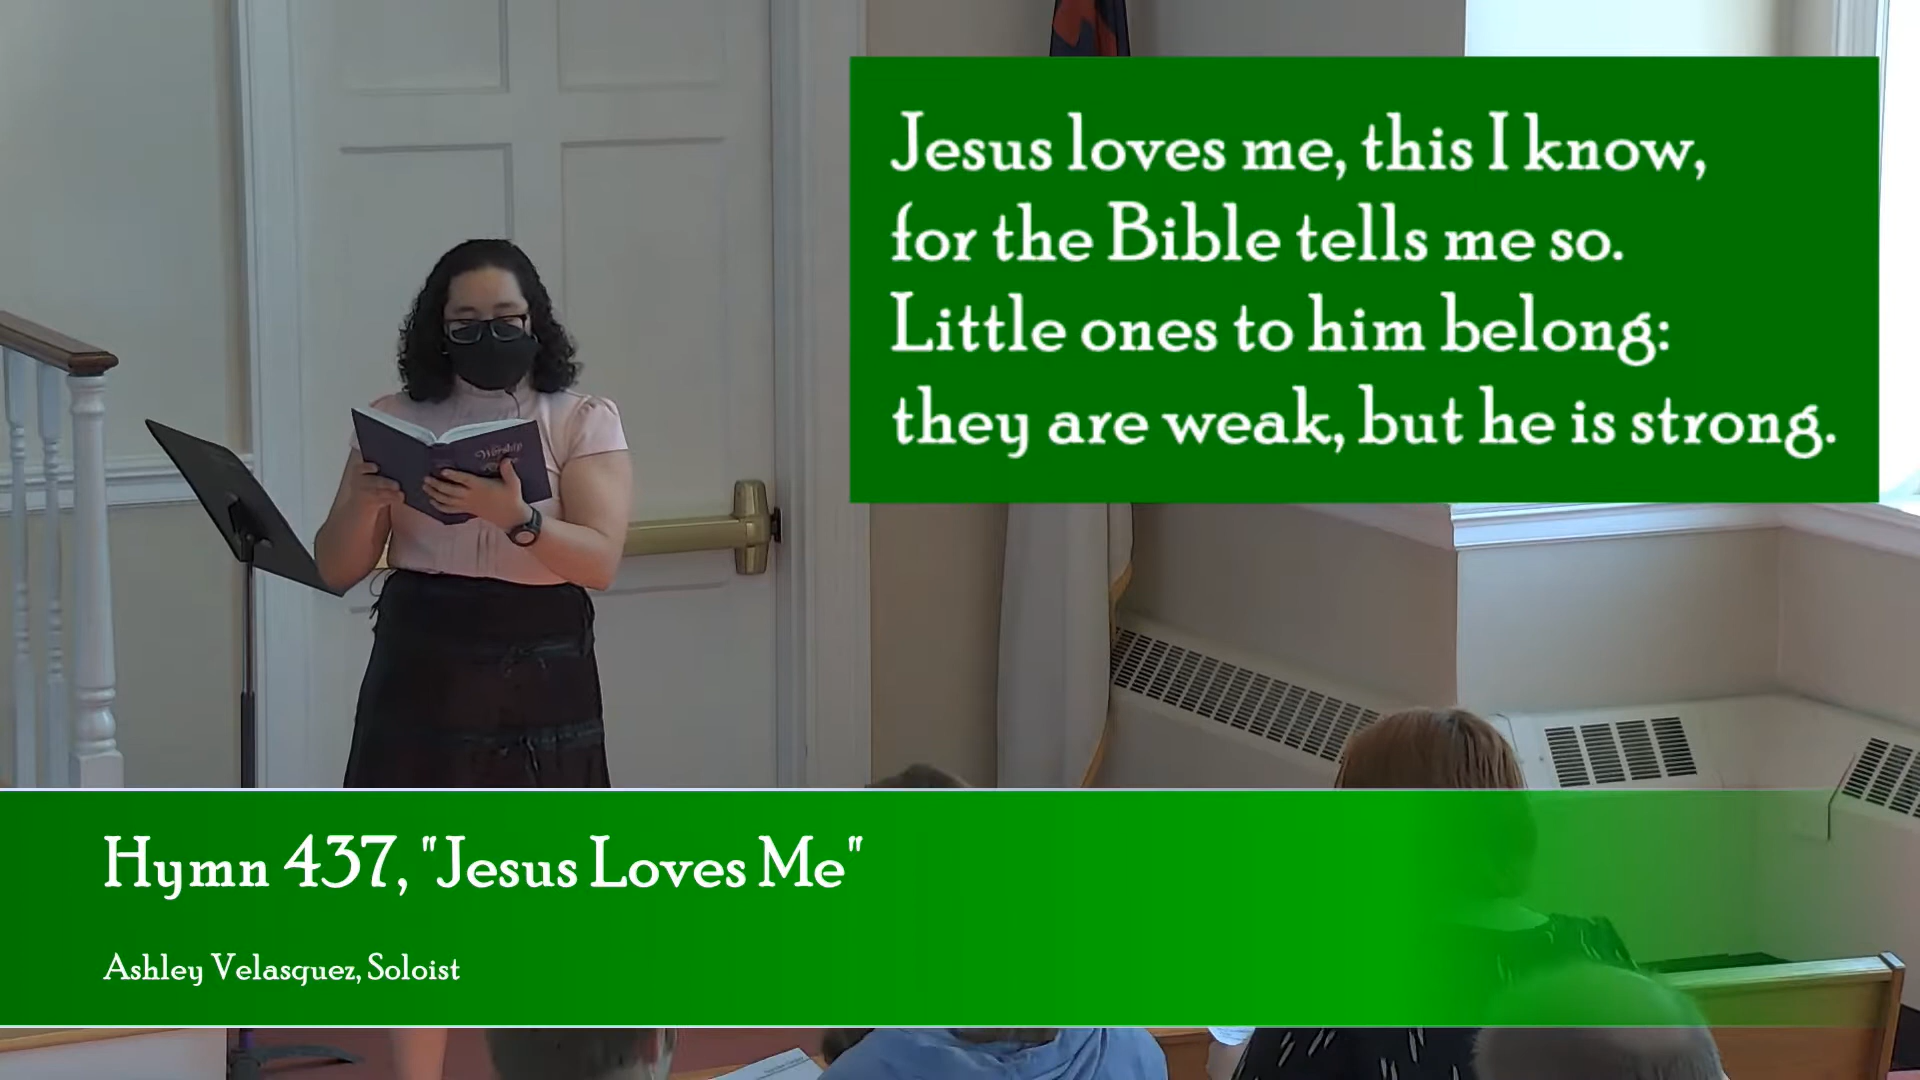 Jesus loves me, this I know,
for the Bible tells me so.
Little ones to him belong:
they are weak, but he is strong.
Worship
Hymn 437, "Jesus Loves Me"
Ashley Velasquez, Soloist